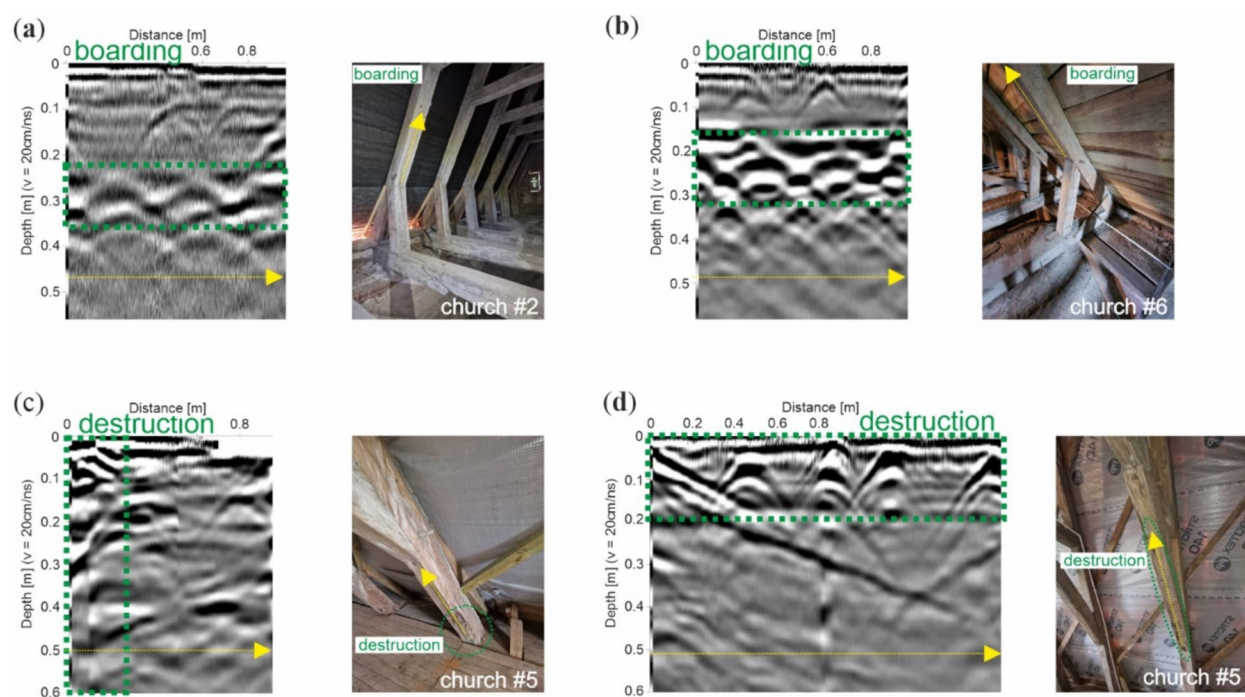 (a)
Distance [m]
0 boarding 0.6 0.8
0
0.1
0.2
0.3
0.4
0.5
Depth [m] (v = 20cm/ns)
boarding
church #2
(b)
Distance [m]
0 boarding 0.6 0.8
0
0.1
0.2
0.3
0.4
0.5
Depth [m] (v = 20cm/ns)
boarding
church #6
(c)
Distance [m]
0 destruction 0.8
0
0.1
0.2
0.3
0.4
0.5
0.6
Depth [m] (v = 20cm/ns)
destruction
church #5
(d)
Distance [m]
0 0.2 0.4 0.6 0.8 destruction
0
0.1
0.2
0.3
0.4
0.5
0.6
Depth [m] (v = 20cm/ns)
destruction
church #5